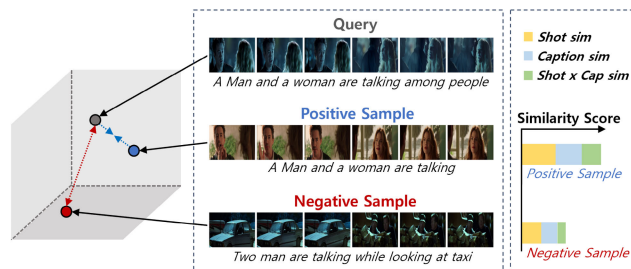 Query
A Man and a woman are talking among people
Positive Sample
A Man and a woman are talking
Negative Sample
Two man are talking while looking at taxi
Shot sim
Caption sim
Shot x Cap sim
Similarity Score
Positive Sample
Negative Sample